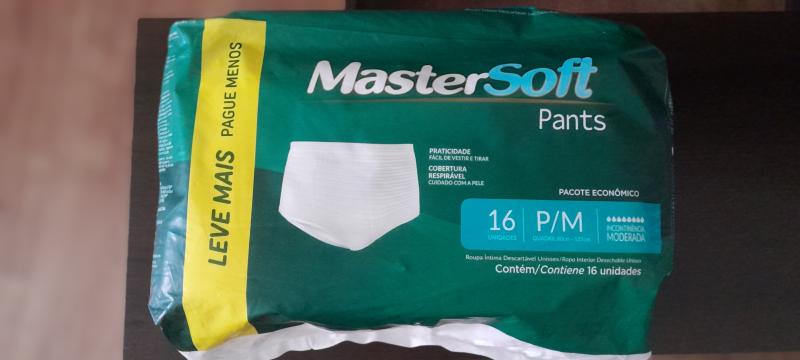 LEVE MAIS PAGUE MENOS
MasterSoft
Pants
PRATICIDADE
FÁCIL DE VESTIR E TIRAR
COBERTURA
RESPIRÁVEL
CUIDADO COM A PELE
PACOTE ECONÔMICO
16
UNIDADES
P/M
QUADRIL
INCONTINÊNCIA
MODERADA
Roupa Íntima Descartável Unissex/Ropa Interior Desechable Unisex
Contém/Contiene 16 unidades